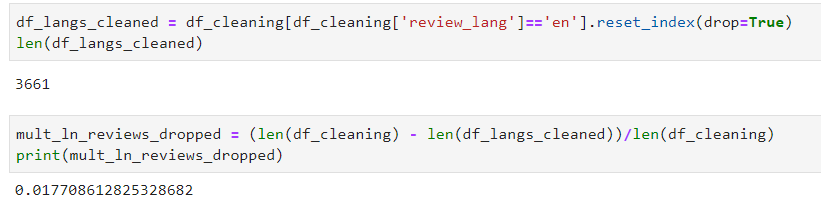 df_langs_cleaned = df_cleaning[df_cleaning['review_lang']=='en'].reset_index(drop=True)
len(df_langs_cleaned)
3661
mult_ln_reviews_dropped = (len(df_cleaning) - len(df_langs_cleaned))/len(df_cleaning)
print(mult_ln_reviews_dropped)
0.017708612825328682